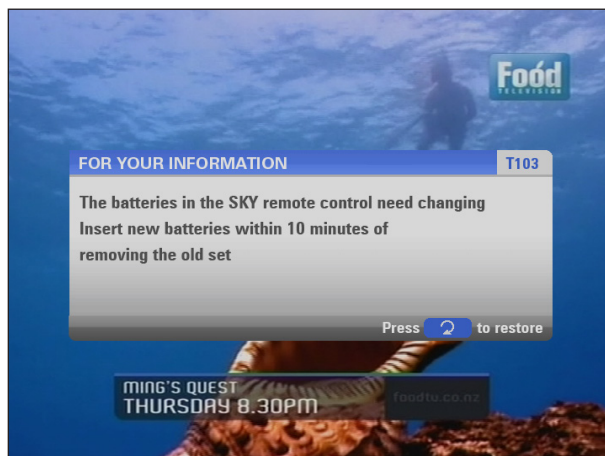 Foód
TELEVISION
FOR YOUR INFORMATION
T103
The batteries in the SKY remote control need changing
Insert new batteries within 10 minutes of
removing the old set
Press to restore
MING'S QUEST
THURSDAY 8.30PM
foodtv.co.nz